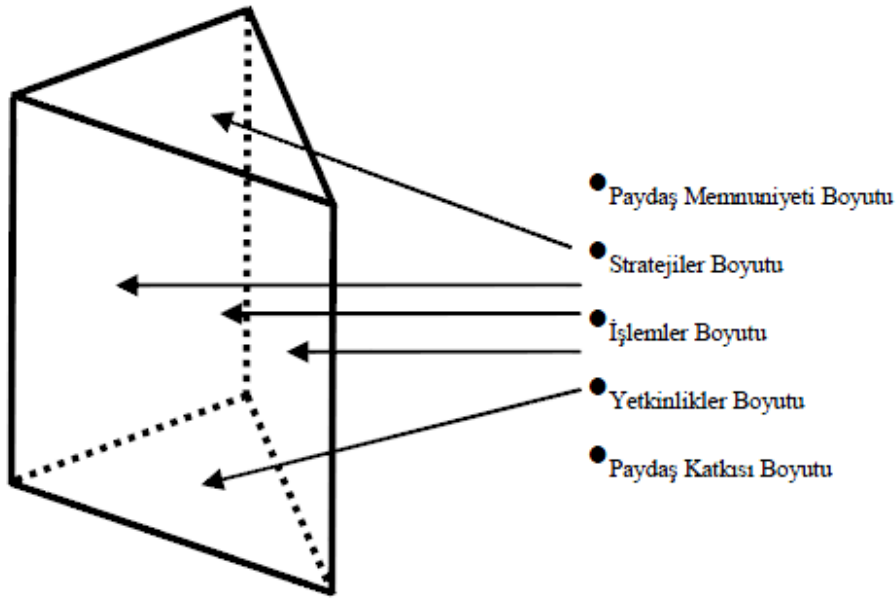 ● Paydaş Memnuniyeti Boyutu
● Stratejiler Boyutu
● İşlemler Boyutu
● Yetkinlikler Boyutu
● Paydaş Katkısı Boyutu